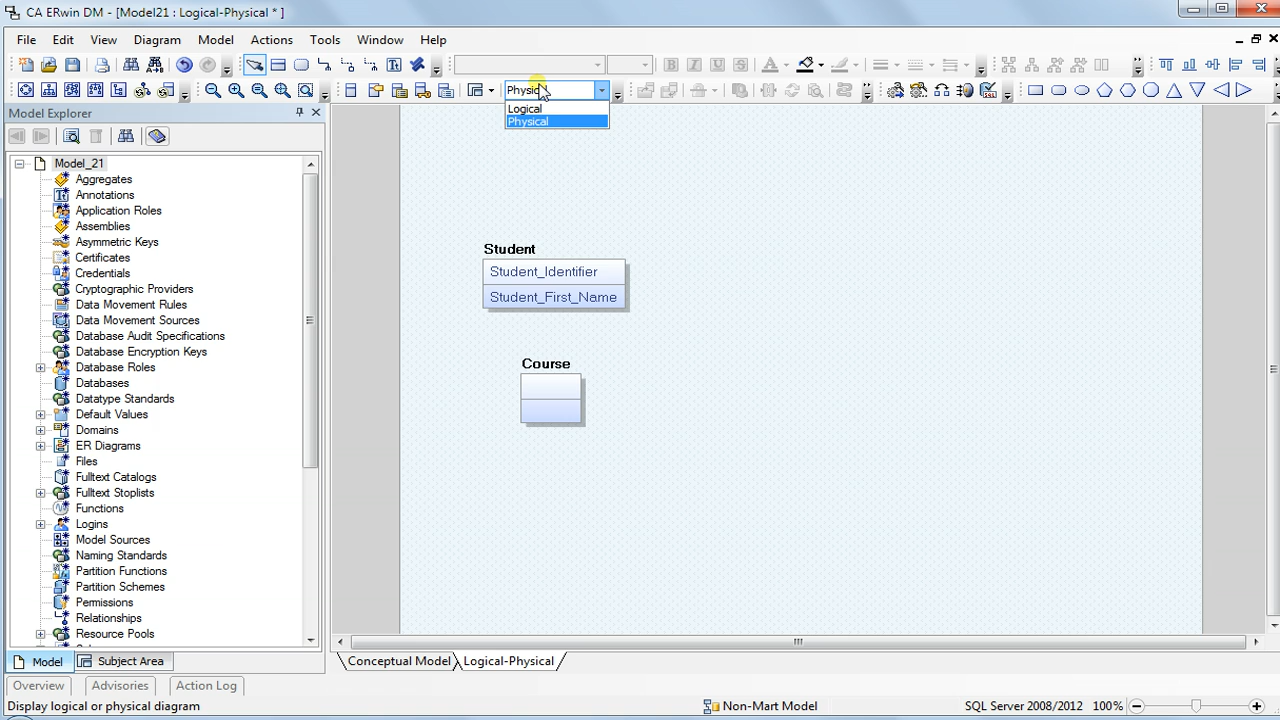 CA ERwin DM - [Model21 : Logical-Physical * ]
File Edit View Diagram Model Actions Tools Window Help
B I U S A
Physic
Logical
Physical
Model Explorer
Model_21
Aggregates
Annotations
Application Roles
Assemblies
Asymmetric Keys
Certificates
Credentials
Cryptographic Providers
Data Movement Rules
Data Movement Sources
Database Audit Specifications
Database Encryption Keys
Database Roles
Databases
Datatype Standards
Default Values
Domains
ER Diagrams
Files
Fulltext Catalogs
Fulltext Stoplists
Functions
Logins
Model Sources
Naming Standards
Partition Functions
Partition Schemes
Permissions
Relationships
Resource Pools
Student
Student_Identifier
Student_First_Name
Course
Model Subject Area
Conceptual Model Logical-Physical
Overview Advisories Action Log
Display logical or physical diagram Non-Mart Model SQL Server 2008/2012 100%